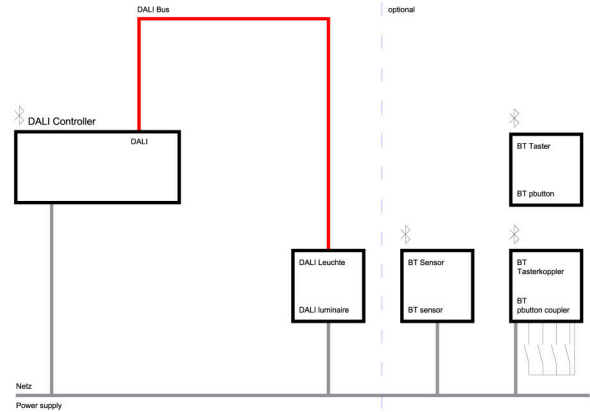 DALI Bus
optional
DALI Controller
DALI
BT Taster
BT pbutton
DALI Leuchte
DALI luminaire
BT Sensor
BT sensor
BT
Tasterkoppler
BT
pbutton coupler
Netz
Power supply